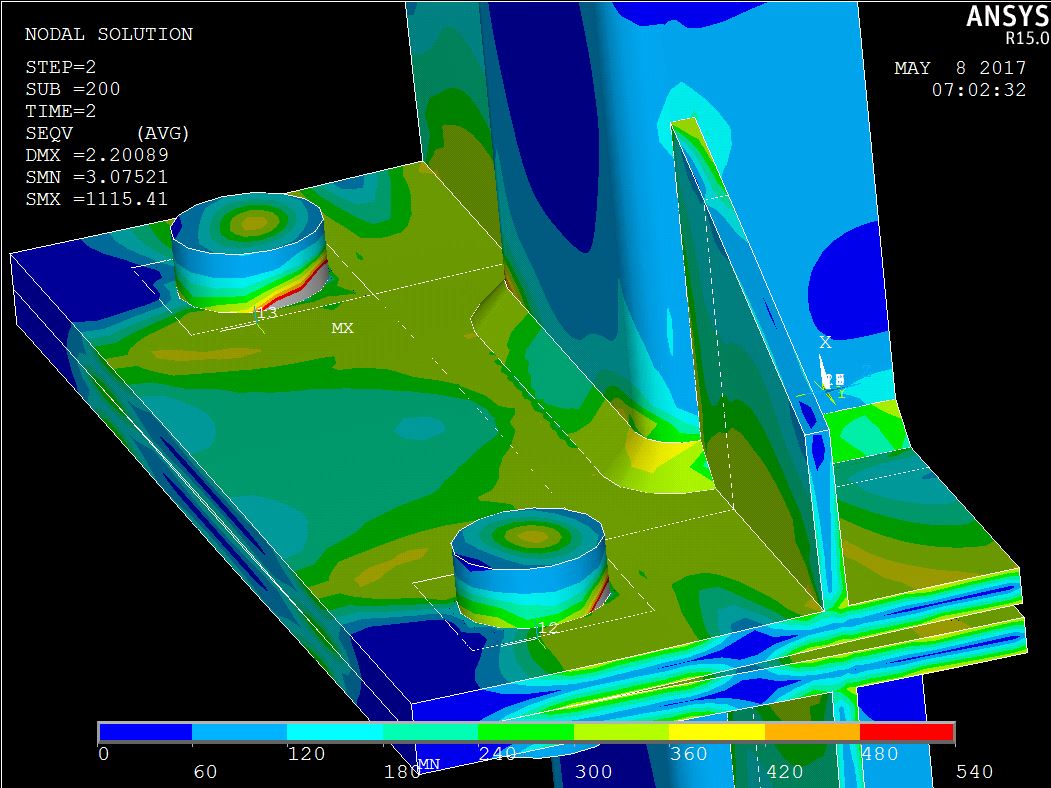 ANSYS
R15.0
NODAL SOLUTION
MAY 8 2017
07:02:32
STEP=2
SUB =200
TIME=2
SEQV (AVG)
DMX =2.20089
SMN =3.07521
SMX =1115.41
13
MX
X
12
MN
0
60
120
180
240
300
360
420
480
540